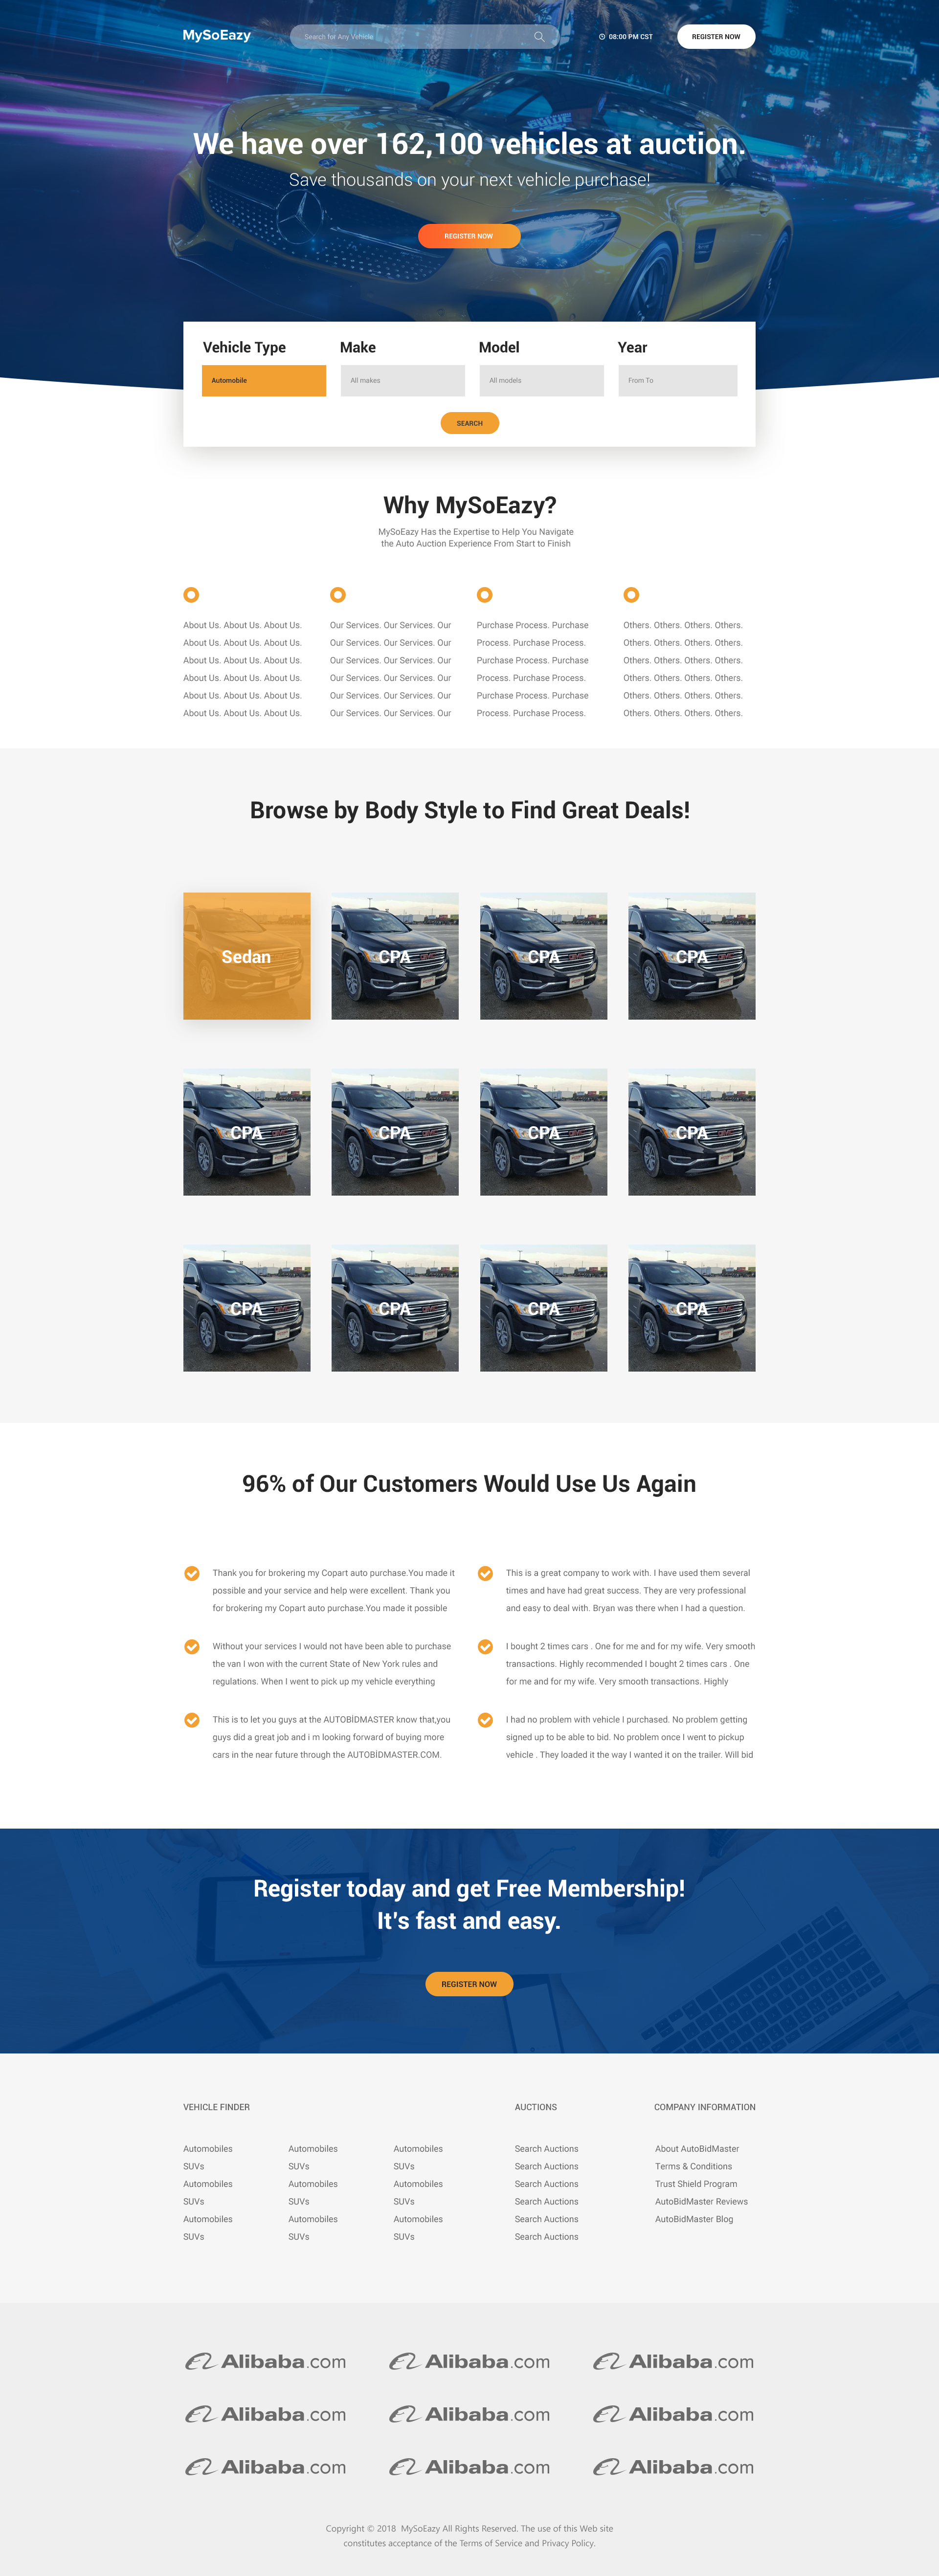 MySoEazy
Search for Any Vehicle
08:00 PM CST
REGISTER NOW
We have over 162,100 vehicles at auction.
Save thousands on your next vehicle purchase!
REGISTER NOW
Vehicle Type Make Model Year
Automobile All makes All models From To
SEARCH
Why MySoEazy?
MySoEazy Has the Expertise to Help You Navigate
the Auto Auction Experience From Start to Finish
About Us. About Us. About Us.
About Us. About Us. About Us.
About Us. About Us. About Us.
About Us. About Us. About Us.
About Us. About Us. About Us.
About Us. About Us. About Us.
Our Services. Our Services. Our
Our Services. Our Services. Our
Our Services. Our Services. Our
Our Services. Our Services. Our
Our Services. Our Services. Our
Our Services. Our Services. Our
Purchase Process. Purchase
Process. Purchase Process.
Purchase Process. Purchase
Process. Purchase Process.
Purchase Process. Purchase
Process. Purchase Process.
Others. Others. Others. Others.
Others. Others. Others. Others.
Others. Others. Others. Others.
Others. Others. Others. Others.
Others. Others. Others. Others.
Others. Others. Others. Others.
Browse by Body Style to Find Great Deals!
Sedan CPA CPA CPA
CPA CPA CPA CPA
CPA CPA CPA CPA
96% of Our Customers Would Use Us Again
Thank you for brokering my Copart auto purchase.You made it
possible and your service and help were excellent. Thank you
for brokering my Copart auto purchase.You made it possible
This is a great company to work with. I have used them several
times and have had great success. They are very professional
and easy to deal with. Bryan was there when I had a question.
Without your services I would not have been able to purchase
the van I won with the current State of New York rules and
regulations. When I went to pick up my vehicle everything
I bought 2 times cars . One for me and for my wife. Very smooth
transactions. Highly recommended I bought 2 times cars . One
for me and for my wife. Very smooth transactions. Highly
This is to let you guys at the AUTOBİDMASTER know that,you
guys did a great job and i m looking forward of buying more
cars in the near future through the AUTOBİDMASTER.COM.
I had no problem with vehicle I purchased. No problem getting
signed up to be able to bid. No problem once I went to pickup
vehicle . They loaded it the way I wanted it on the trailer. Will bid
Register today and get Free Membership!
It's fast and easy.
REGISTER NOW
VEHICLE FINDER
Automobiles Automobiles Automobiles
SUVs SUVs SUVs
Automobiles Automobiles Automobiles
SUVs SUVs SUVs
Automobiles Automobiles Automobiles
SUVs SUVs SUVs
AUCTIONS
Search Auctions
Search Auctions
Search Auctions
Search Auctions
Search Auctions
Search Auctions
COMPANY INFORMATION
About AutoBidMaster
Terms & Conditions
Trust Shield Program
AutoBidMaster Reviews
AutoBidMaster Blog
Alibaba.com Alibaba.com Alibaba.com
Alibaba.com Alibaba.com Alibaba.com
Alibaba.com Alibaba.com Alibaba.com
Copyright © 2018 MySoEazy All Rights Reserved. The use of this Web site
constitutes acceptance of the Terms of Service and Privacy Policy.